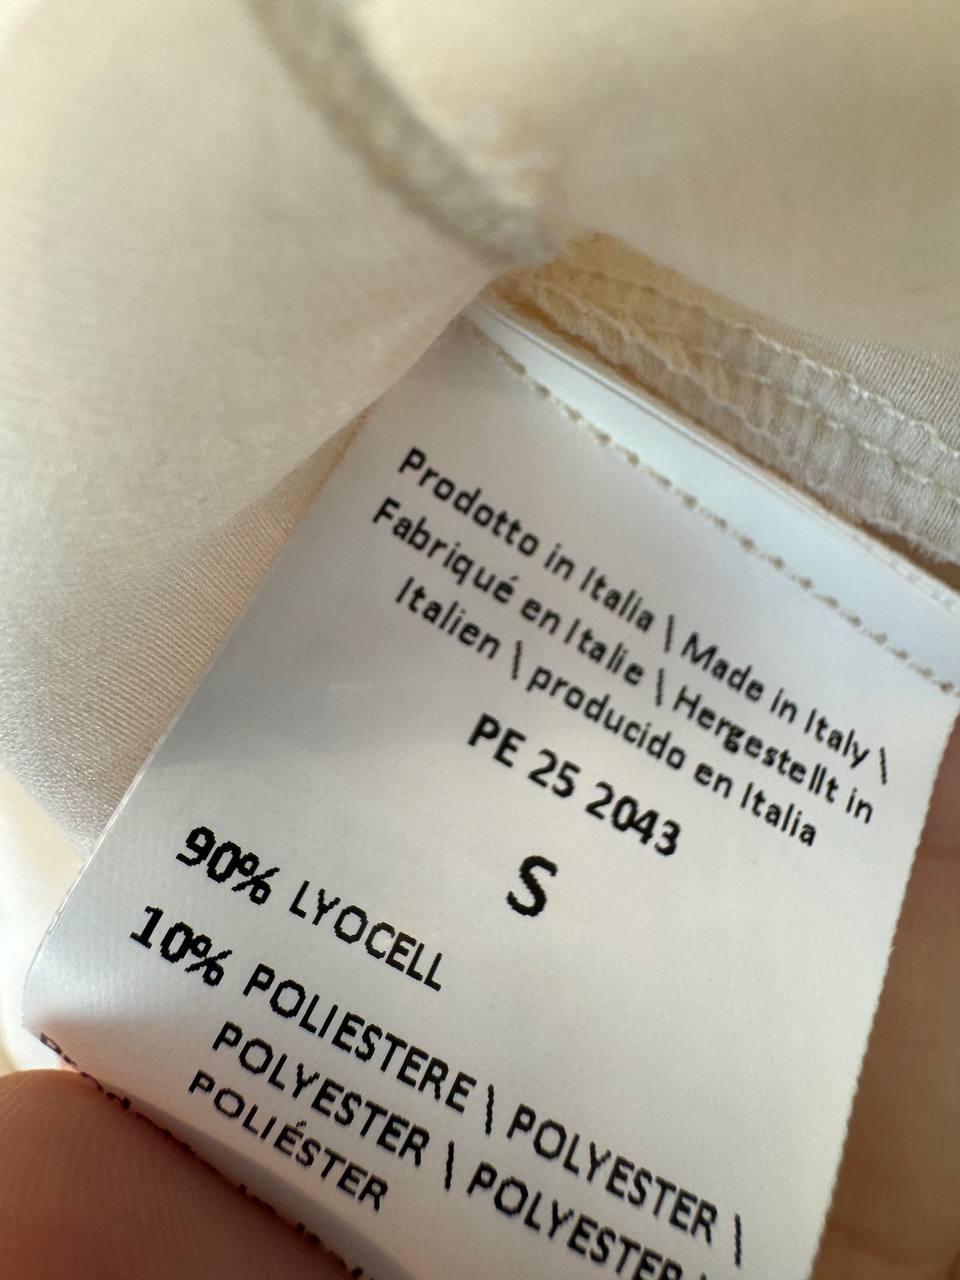 Prodotto in Italia \ Made in Italy \
Fabriqué en Italie \ Hergestellt in
Italien \ producido en Italia
PE 25 2043
S
90% LYOCELL
10% POLIESTERE \ POLYESTER \
POLYESTER \ POLYESTER \
POLIÉSTER